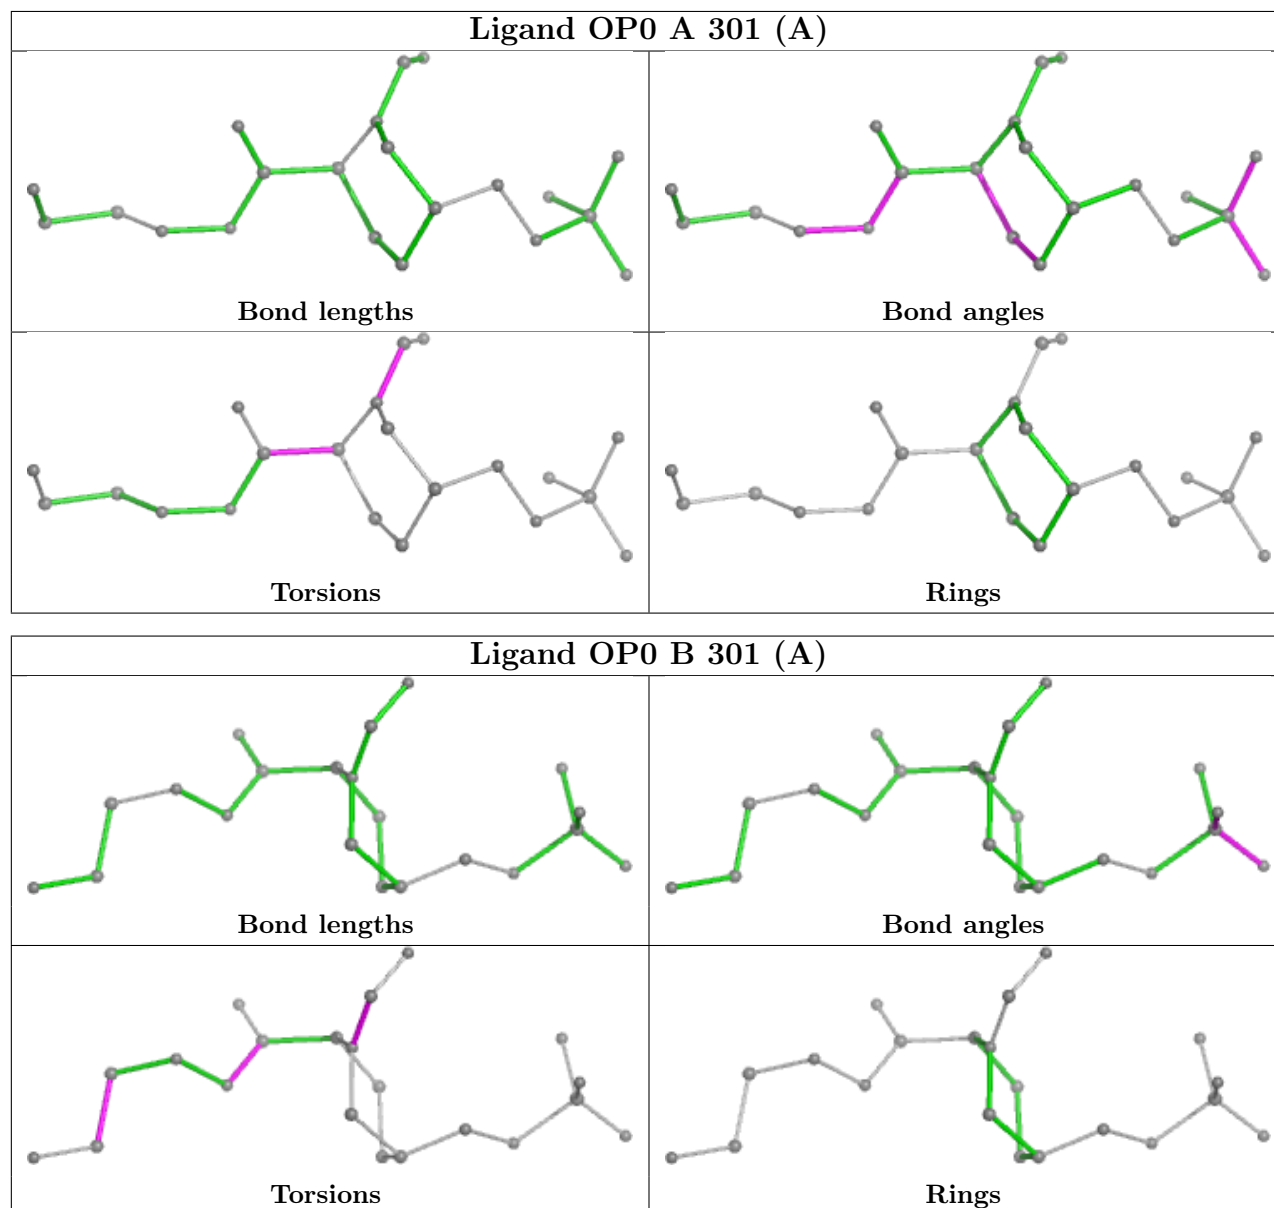 Ligand OP0 A 301 (A)
Bond lengths
Bond angles
Torsions
Rings
Ligand OP0 B 301 (A)
Bond lengths
Bond angles
Torsions
Rings